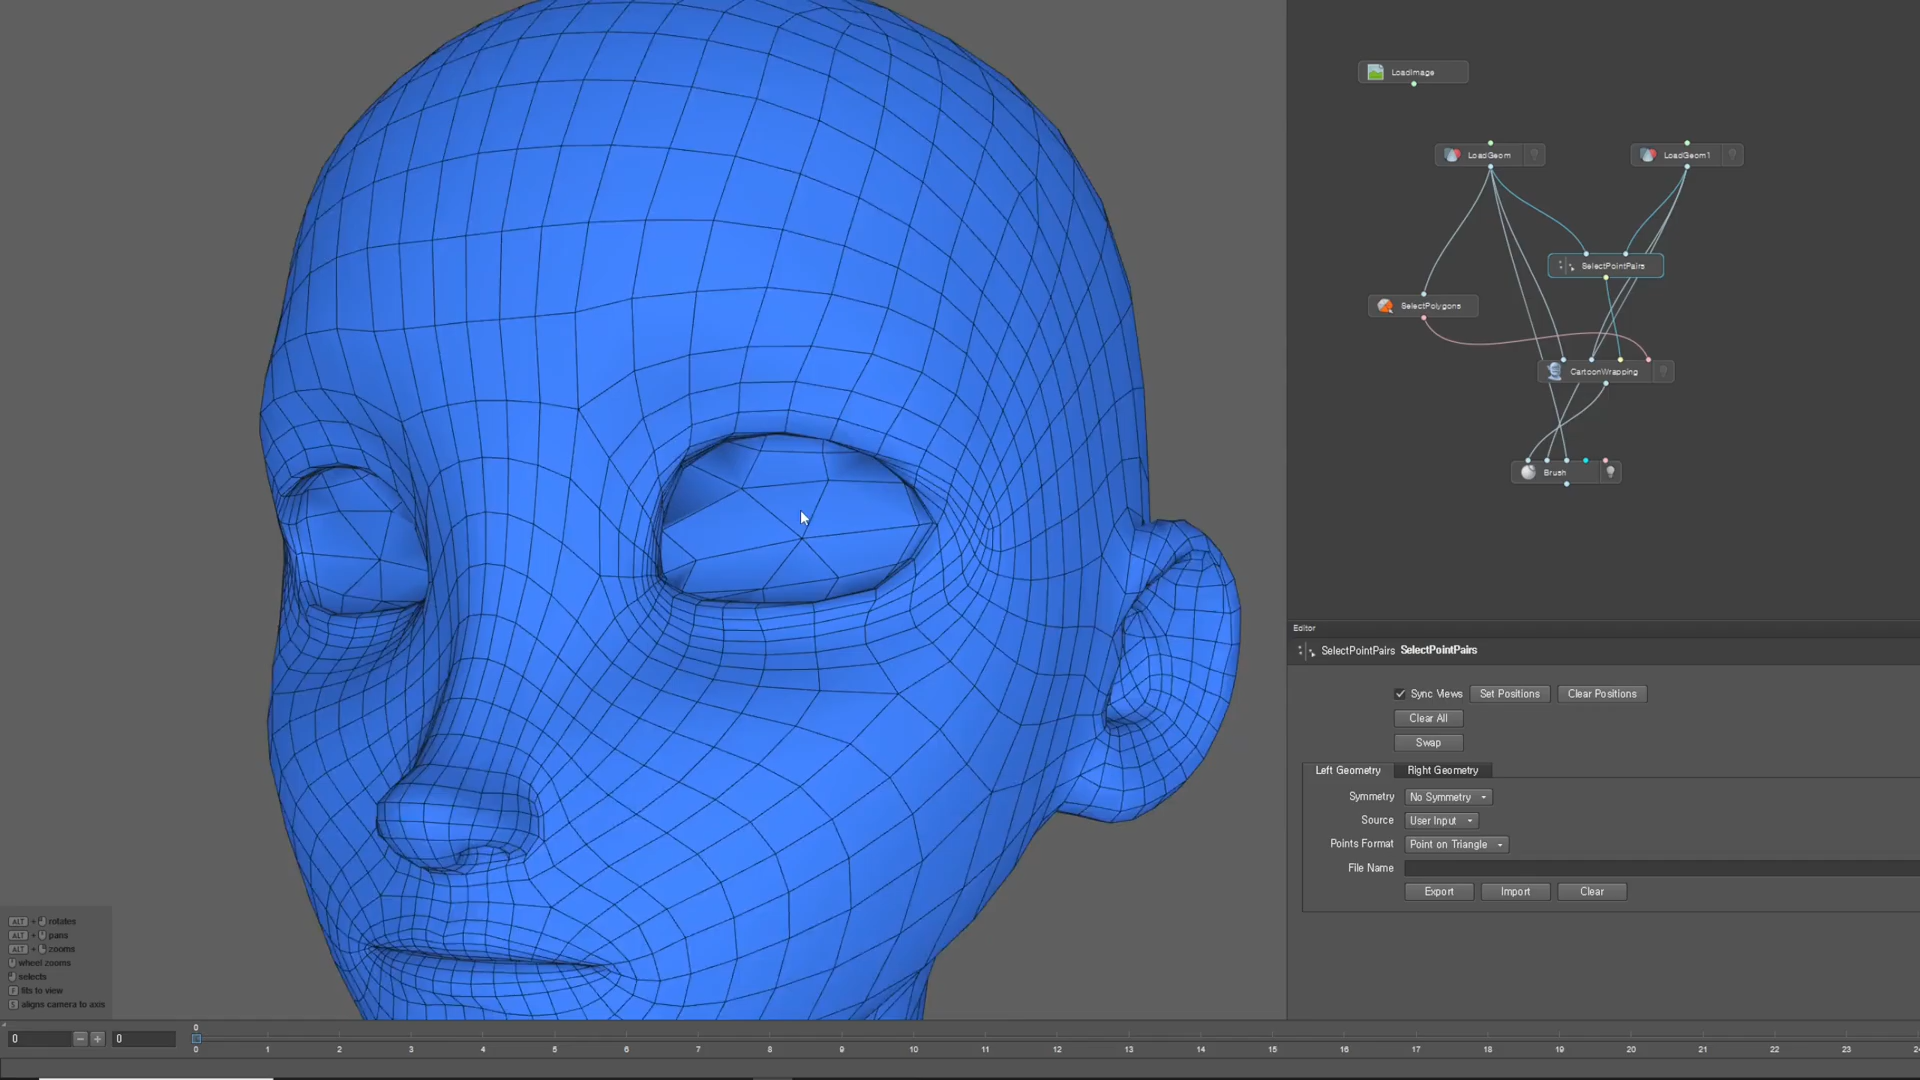 LoadImage
LoadGeom
LoadGeom1
SelectPointPairs
SelectPolygons
CartoonWrapping
Brush
Editor
SelectPointPairs SelectPointPairs
Sync Views Set Positions Clear Positions
Clear All
Swap
Left Geometry Right Geometry
Symmetry No Symmetry
Source User Input
Points Format Point on Triangle
File Name
Export Import Clear
ALT + rotates
ALT + pans
ALT + zooms
wheel zooms
selects
F fits to view
S aligns camera to axis
0
0 − + 0
0 1 2 3 4 5 6 7 8 9 10 11 12 13 14 15 16 17 18 19 20 21 22 23